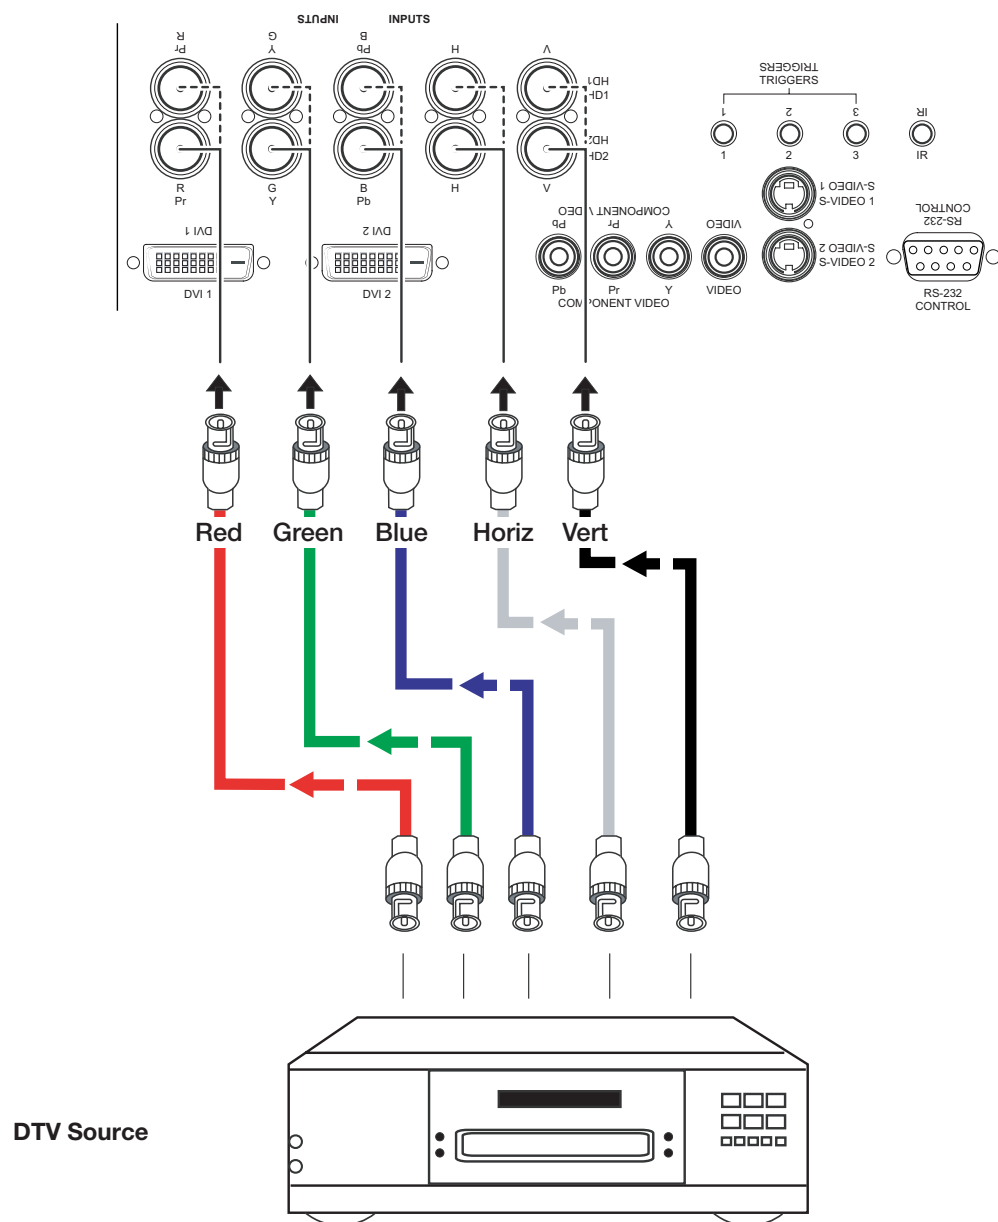 INPUTS INPUTS
R G B H V
Pr Y Pb
HD1
HD1
HD2
HD2
R G B H V
Pr Y Pb
TRIGGERS
TRIGGERS
1 2 3 IR
1 2 3 IR
S-VIDEO 1
S-VIDEO 1
S-VIDEO 2
S-VIDEO 2
RS-232
CONTROL
RS-232
CONTROL
DVI 1 DVI 2
DVI 1 DVI 2
COMPONENT VIDEO
Pb Pr Y VIDEO
Pb Pr Y VIDEO
COMPONENT VIDEO
Red Green Blue Horiz Vert
DTV Source